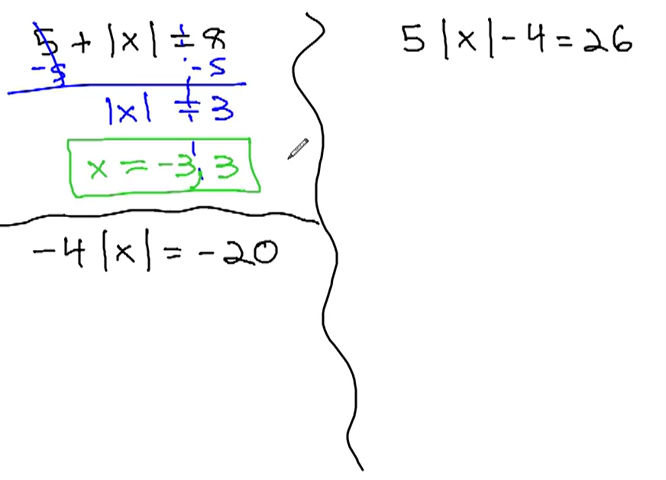 5 + |x| = 8
-5 -5
|x| = 3
x = -3, 3
-4 |x| = -20
5 |x| - 4 = 26